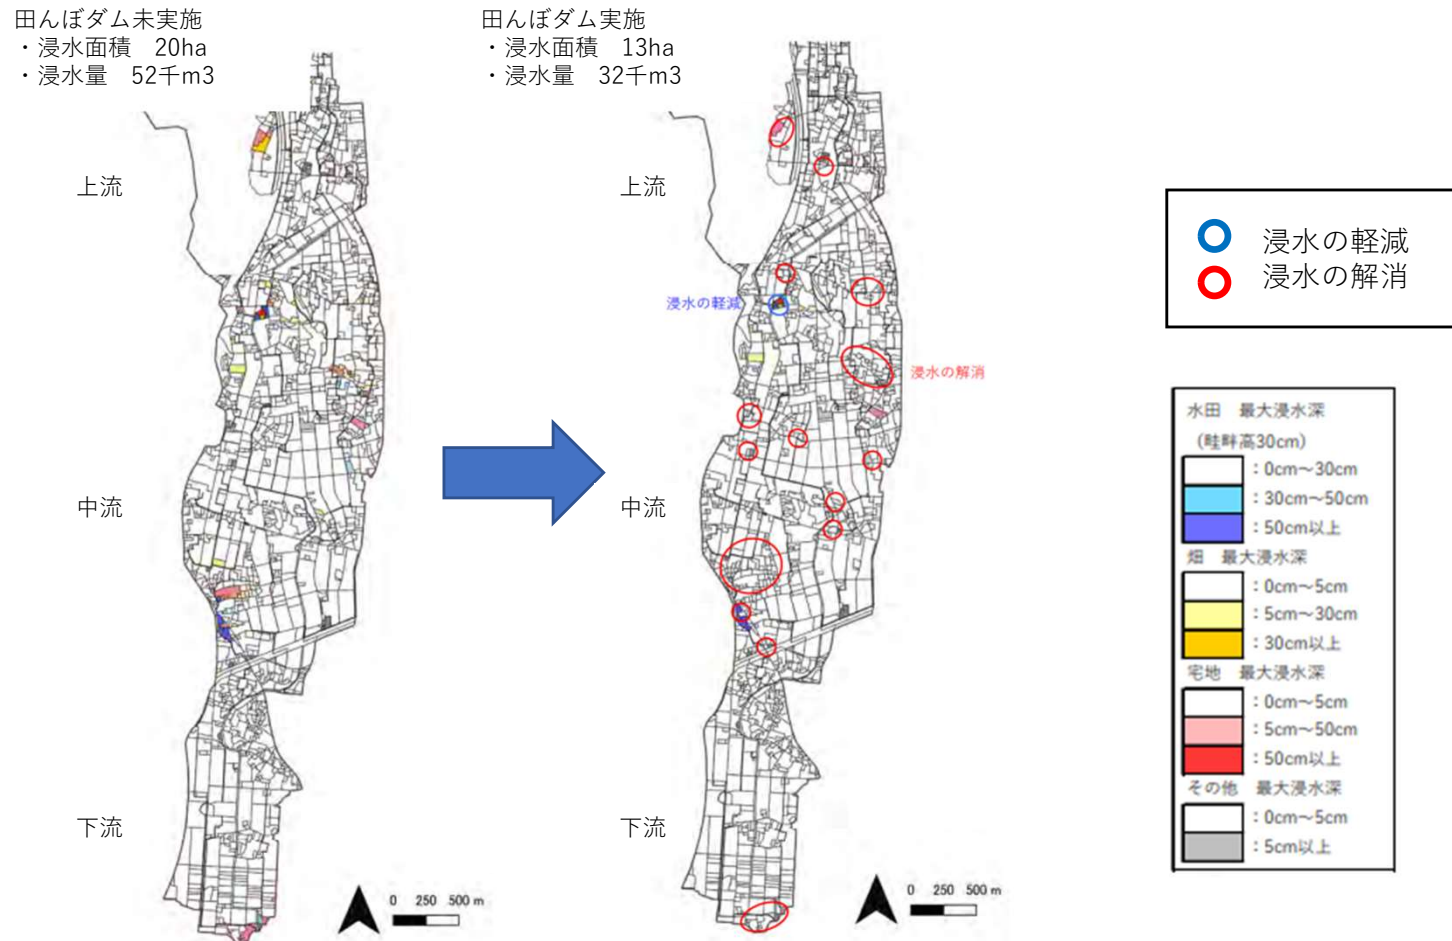 田んぼダム未実施
・浸水面積　20ha
・浸水量　52千m3
上流
中流
下流
0 250 500 m
田んぼダム実施
・浸水面積　13ha
・浸水量　32千m3
上流
浸水の軽減
浸水の解消
中流
下流
0 250 500 m
浸水の軽減
浸水の解消
水田　最大浸水深
（畦畔高30cm）
：0cm～30cm
：30cm～50cm
：50cm以上
畑　最大浸水深
：0cm～5cm
：5cm～30cm
：30cm以上
宅地　最大浸水深
：0cm～5cm
：5cm～50cm
：50cm以上
その他　最大浸水深
：0cm～5cm
：5cm以上